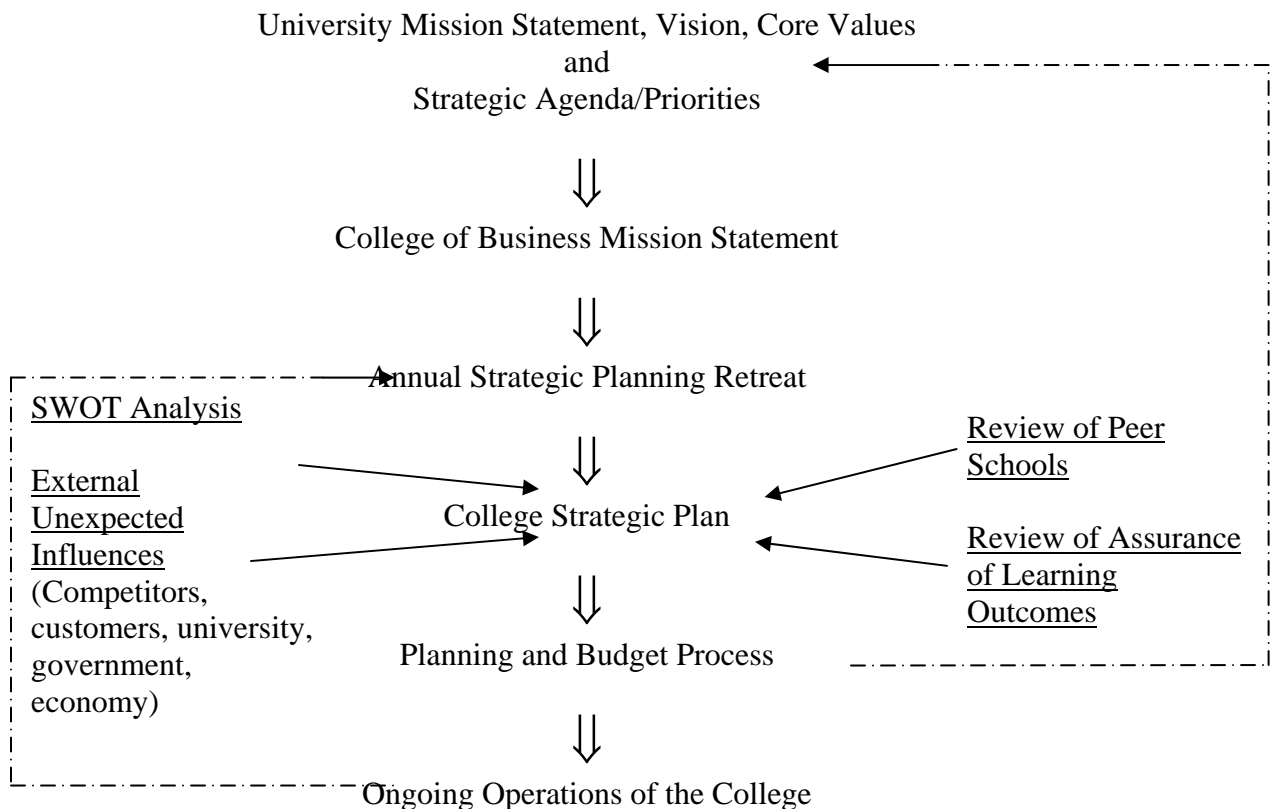 University Mission Statement, Vision, Core Values
and
Strategic Agenda/Priorities
College of Business Mission Statement
Annual Strategic Planning Retreat
SWOT Analysis
External
Unexpected
Influences
(Competitors,
customers, university,
government,
economy)
College Strategic Plan
Review of Peer
Schools
Review of Assurance
of Learning
Outcomes
Planning and Budget Process
Ongoing Operations of the College